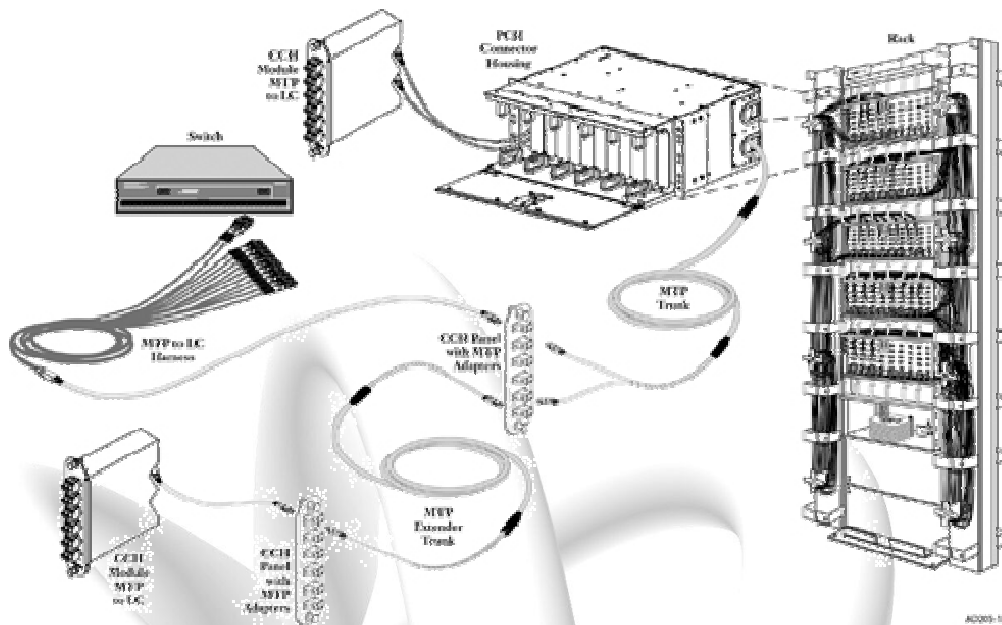 CCH
Module
MTP
to LC
PCH
Connector
Housing
Rack
Switch
MTP
Trunk
MTP to LC
Harness
CCH Panel
with MTP
Adapters
MTP
Extender
Trunk
CCH
Module
MTP
to LC
CCH
Panel
with
MTP
Adapters